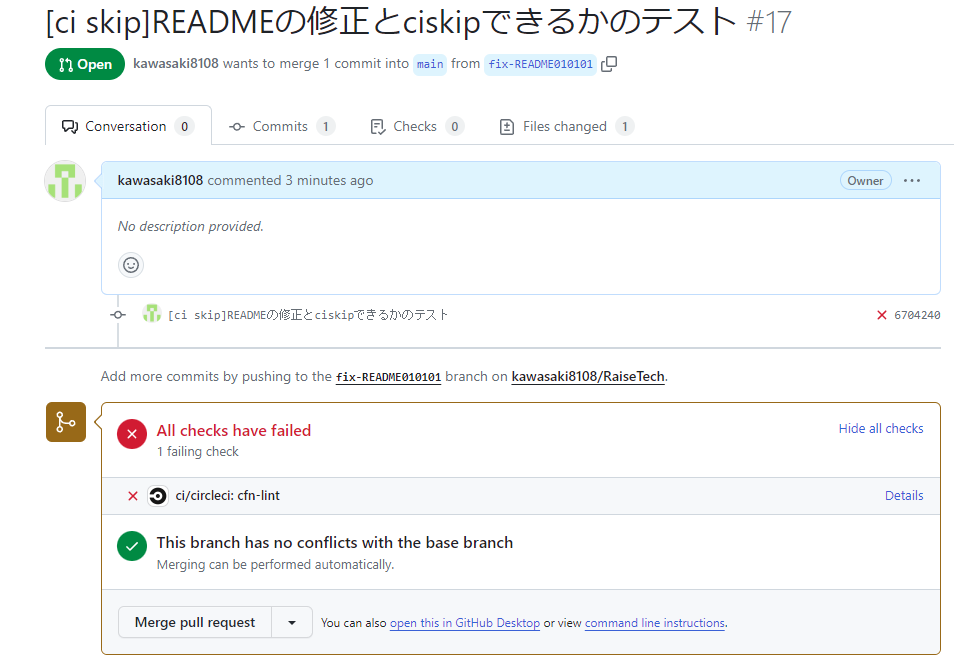 [ci skip]READMEの修正とciskipできるかのテスト #17
Open kawasaki8108 wants to merge 1 commit into main from fix-README010101
Conversation 0 Commits 1 Checks 0 Files changed 1
kawasaki8108 commented 3 minutes ago Owner
No description provided.
[ci skip]READMEの修正とciskipできるかのテスト 6704240
Add more commits by pushing to the fix-README010101 branch on kawasaki8108/RaiseTech.
All checks have failed Hide all checks
1 failing check
ci/circleci: cfn-lint Details
This branch has no conflicts with the base branch
Merging can be performed automatically.
Merge pull request You can also open this in GitHub Desktop or view command line instructions.